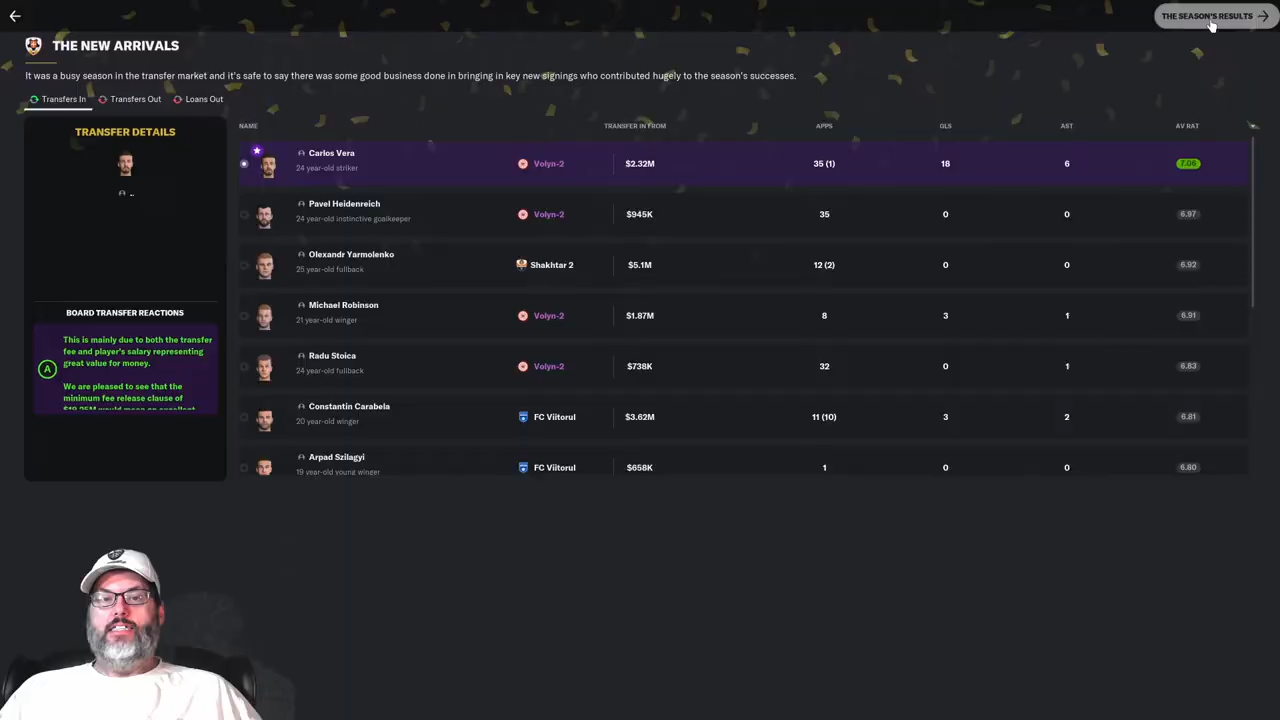 THE SEASON'S RESULTS
THE NEW ARRIVALS
It was a busy season in the transfer market and it's safe to say there was some good business done in bringing in key new signings who contributed hugely to the season's successes.
Transfers In Transfers Out Loans Out
TRANSFER DETAILS
..
BOARD TRANSFER REACTIONS
A
This is mainly due to both the transfer
fee and player's salary representing
great value for money.
We are pleased to see that the
minimum fee release clause of
$19.25M would mean an excellent
NAME TRANSFER IN FROM APPS GLS AST AV RAT
Carlos Vera
24 year-old striker
Volyn-2 $2.32M 35 (1) 18 6 7.06
Pavel Heidenreich
24 year-old instinctive goalkeeper
Volyn-2 $945K 35 0 0 6.97
Olexandr Yarmolenko
25 year-old fullback
Shakhtar 2 $5.1M 12 (2) 0 0 6.92
Michael Robinson
21 year-old winger
Volyn-2 $1.87M 8 3 1 6.91
Radu Stoica
24 year-old fullback
Volyn-2 $738K 32 0 1 6.83
Constantin Carabela
20 year-old winger
FC Viitorul $3.62M 11 (10) 3 2 6.81
Arpad Szilagyi
19 year-old young winger
FC Viitorul $658K 1 0 0 6.80